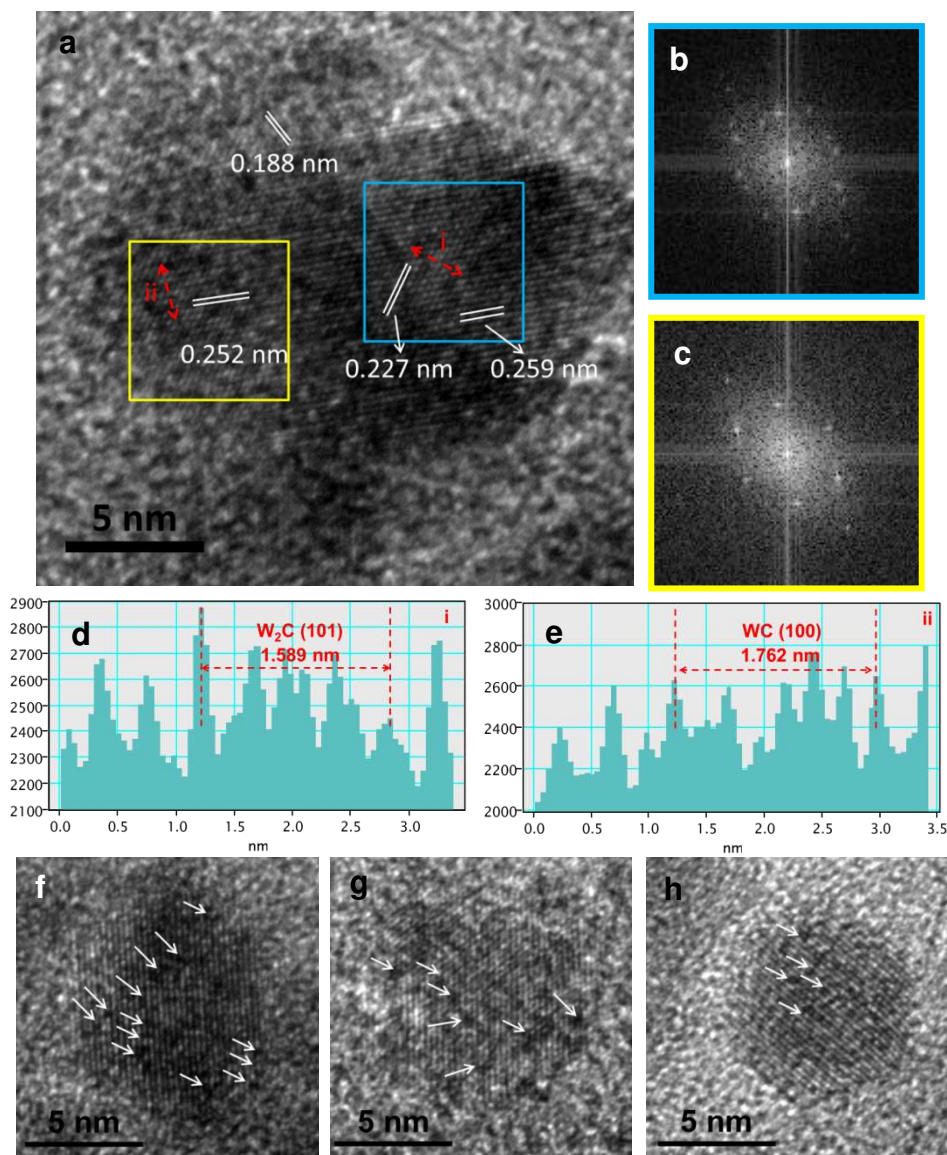 a
0.188 nm
i
ii
0.252 nm
0.227 nm
0.259 nm
5 nm
b
c
d
i
W₂C (101)
1.589 nm
2900
2800
2700
2600
2500
2400
2300
2200
2100
0.0 0.5 1.0 1.5 2.0 2.5 3.0
nm
e
ii
WC (100)
1.762 nm
3000
2800
2600
2400
2200
2000
0.0 0.5 1.0 1.5 2.0 2.5 3.0 3.5
nm
f
5 nm
g
5 nm
h
5 nm